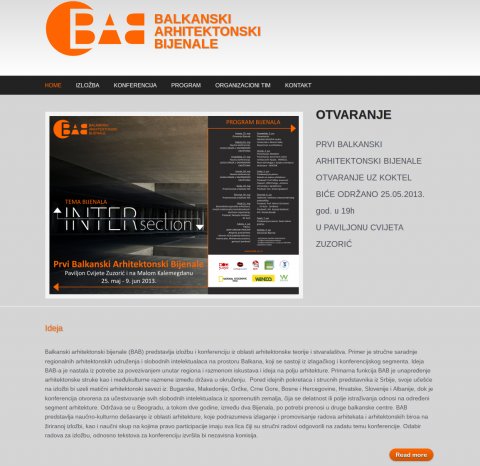 BAB BALKANSKI
ARHITEKTONSKI
BIJENALE
HOME IZLOŽBA KONFERENCIJA PROGRAM ORGANIZACIONI TIM KONTAKT
BAB BALKANSKI
ARHITEKTONSKI
BIJENALE
PROGRAM BIJENALA
TEMA BIJENALA
INTERsection
Prvi Balkanski Arhitektonski Bijenale
Paviljon Cvijete Zuzorić i na Malom Kalemegdanu
25. maj - 9. jun 2013.
OTVARANJE
PRVI BALKANSKI
ARHITEKTONSKI BIJENALE
OTVARANJE UZ KOKTEL
BIĆE ODRŽANO 25.05.2013.
god. u 19h
U PAVILJONU CVIJETA
ZUZORIĆ
Ideja
Balkanski arhitektonski bijenale (BAB) predstavlja izložbu i konferenciju iz oblasti arhitektonske teorije i stvaralaštva. Primer je stručne saradnje
regionalnih arhitektonskih udruženja i slobodnih intelektualaca na prostoru Balkana, koji se sastoji iz izlagačkog i konferencijskog segmenta. Ideja
BAB-a je nastala iz potrebe za povezivanjem unutar regiona i razmenom iskustava i ideja na polju arhitekture. Primarna funkcija BAB je unapređenje
arhitektonske struke kao i međukulturne razmene između država u okruženju. Pored idejnih pokretača i stručnih predstavnika iz Srbije, svoje učešće
na izložbi bi uzeli matični arhitektonski savezi iz: Bugarske, Makedonije, Grčke, Crne Gore, Bosne i Hercegovine, Hrvatske, Slovenije i Albanije, dok je
konferencija otvorena za učestvovanje svih slobodnih intelektualaca iz spomenutih zemalja, čija se delatnost ili polje istraživanja odnosi na određeni
segment arhitekture. Održava se u Beogradu, a tokom dve godine, između dva Bijenala, po potrebi prenosi u druge balkanske centre. BAB
predstavlja naučno-kulturno dešavanje iz oblasti arhitekture, koje podrazumeva izlaganje i promovisanje radova arhitekata i arhitektonskih biroa na
žiriranoj izložbi, kao i naučni skup na kojima pravo participacije imaju sva lica čiji su stručni radovi odgovorili na zadatu temu konferencije. Odabir
radova za izložbu, odnosno tekstova za konferenciju izvršila bi nezavisna komisija.
Read more